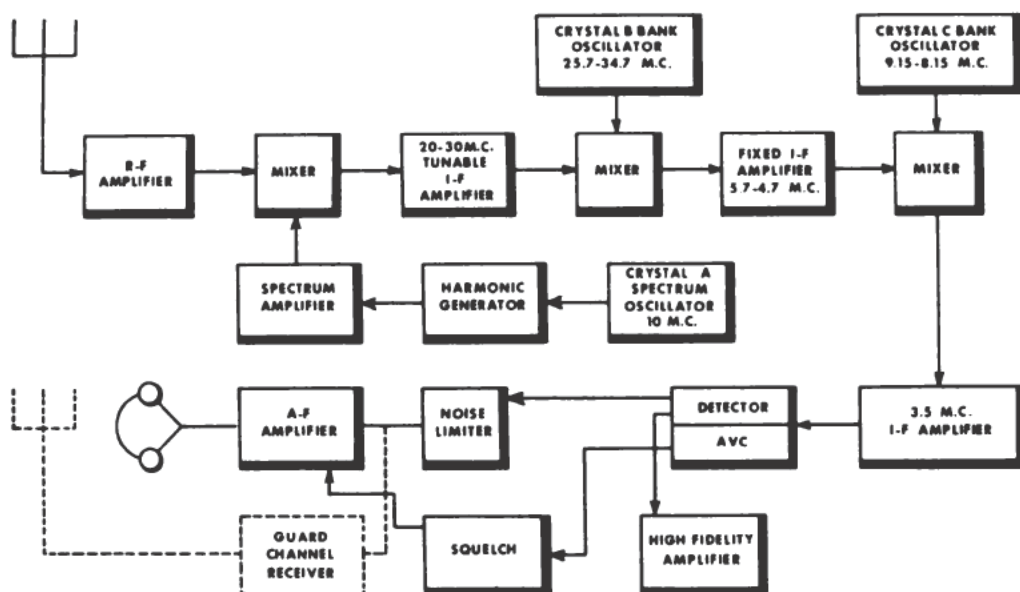 CRYSTAL B BANK
OSCILLATOR
25.7-34.7 M.C.
CRYSTAL C BANK
OSCILLATOR
9.15-8.15 M.C.
R-F
AMPLIFIER
MIXER
20-30 M.C.
TUNABLE
I-F
AMPLIFIER
MIXER
FIXED I-F
AMPLIFIER
5.7-4.7 M.C.
MIXER
SPECTRUM
AMPLIFIER
HARMONIC
GENERATOR
CRYSTAL A
SPECTRUM
OSCILLATOR
10 M.C.
A-F
AMPLIFIER
NOISE
LIMITER
DETECTOR
AVC
3.5 M.C.
I-F AMPLIFIER
GUARD
CHANNEL
RECEIVER
SQUELCH
HIGH FIDELITY
AMPLIFIER